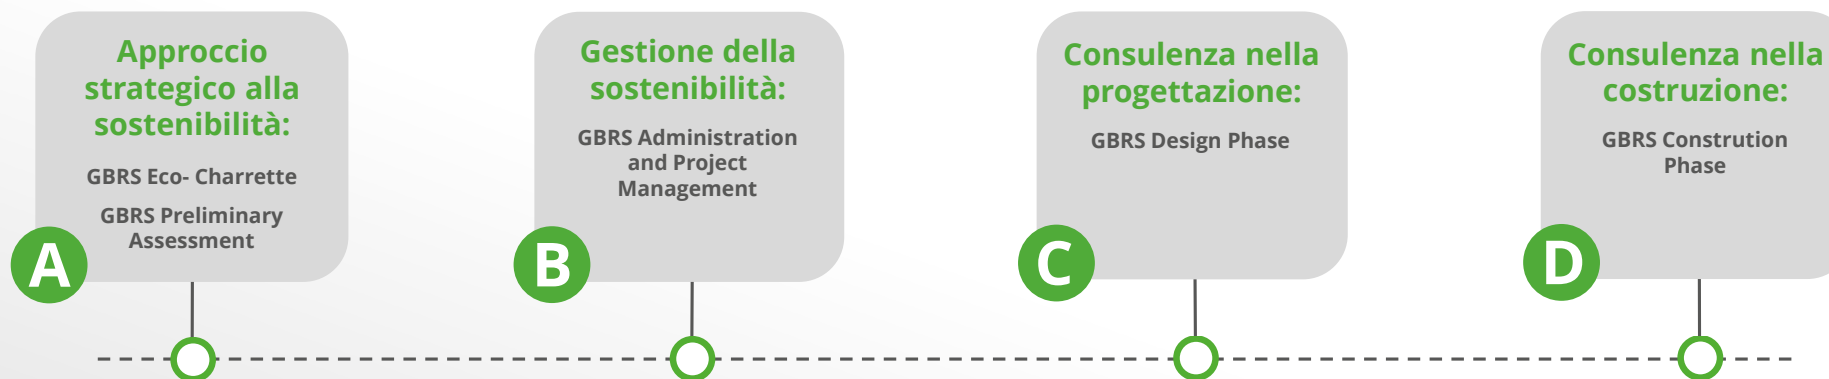 Approccio
strategico alla
sostenibilità:
GBRS Eco- Charrette
GBRS Preliminary
Assessment
A
Gestione della
sostenibilità:
GBRS Administration
and Project
Management
B
Consulenza nella
progettazione:
GBRS Design Phase
C
Consulenza nella
costruzione:
GBRS Constrution
Phase
D